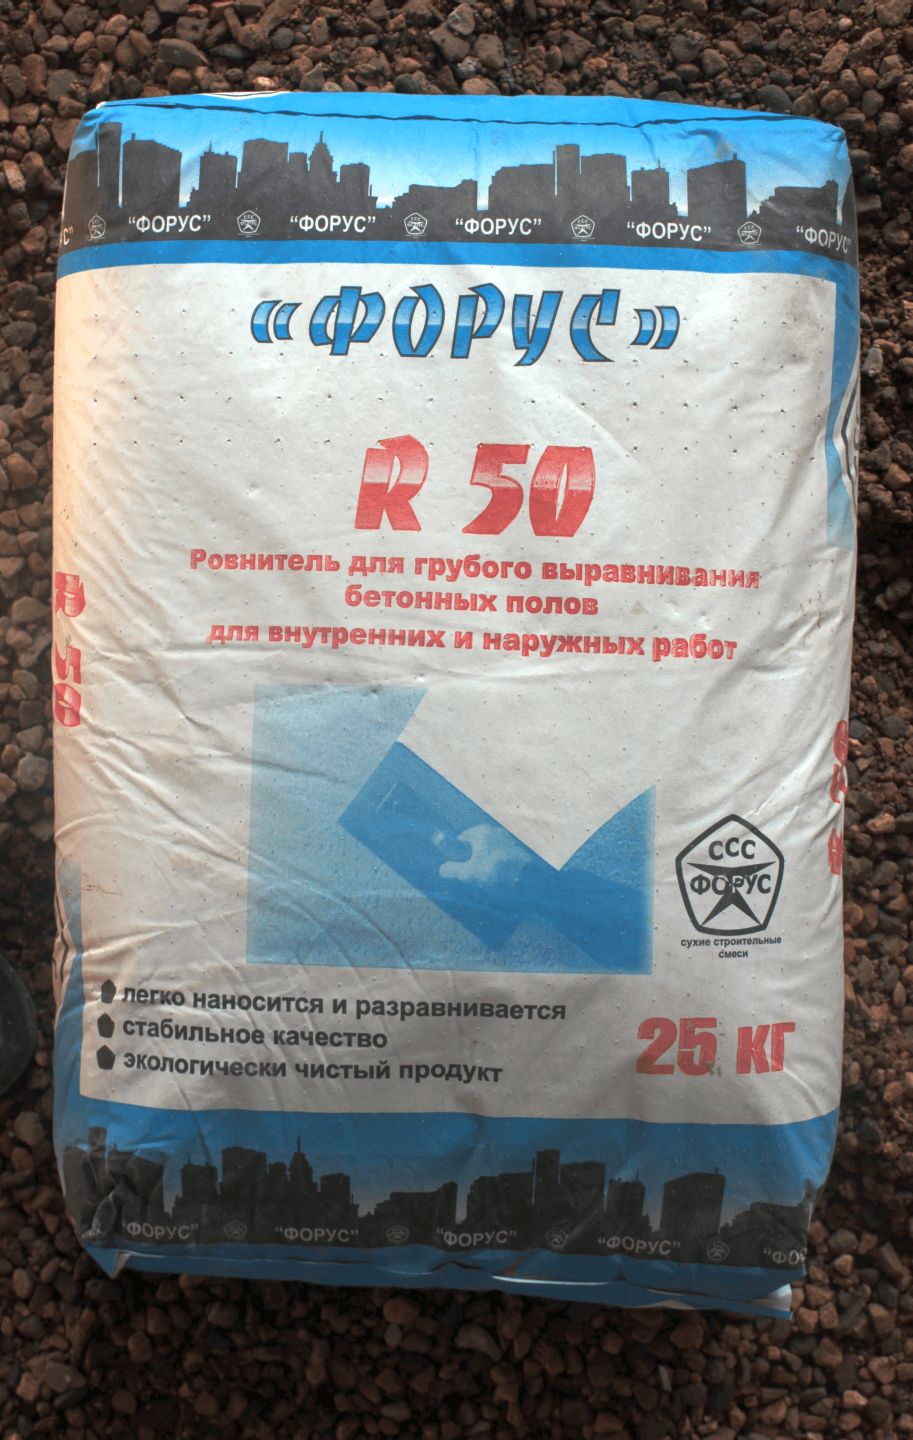 "ФОРУС" "ФОРУС" "ФОРУС" "ФОРУС" "ФОРУС"
«ФОРУС»
R 50
Ровнитель для грубого выравнивания
бетонных полов
для внутренних и наружных работ
R 50
ССС
ФОРУС
сухие строительные
смеси
легко наносится и разравнивается
стабильное качество
экологически чистый продукт
25 кг
"ФОРУС" "ФОРУС" "ФОРУС" "ФОРУС"